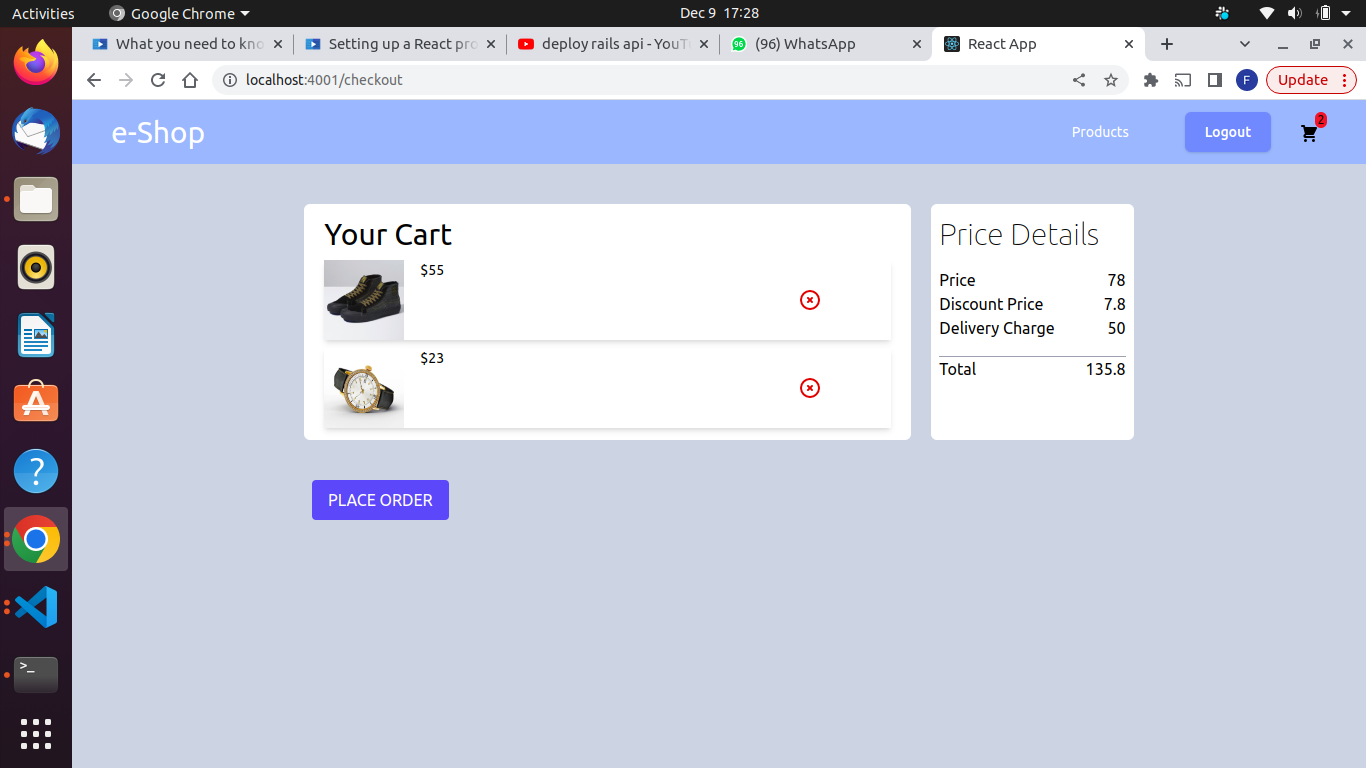 Activities Google Chrome Dec 9 17:28
What you need to kno Setting up a React pro deploy rails api - YouT (96) WhatsApp React App
localhost:4001/checkout F Update
e-Shop Products Logout 2
Your Cart
$55
$23
Price Details
Price 78
Discount Price 7.8
Delivery Charge 50
Total 135.8
PLACE ORDER